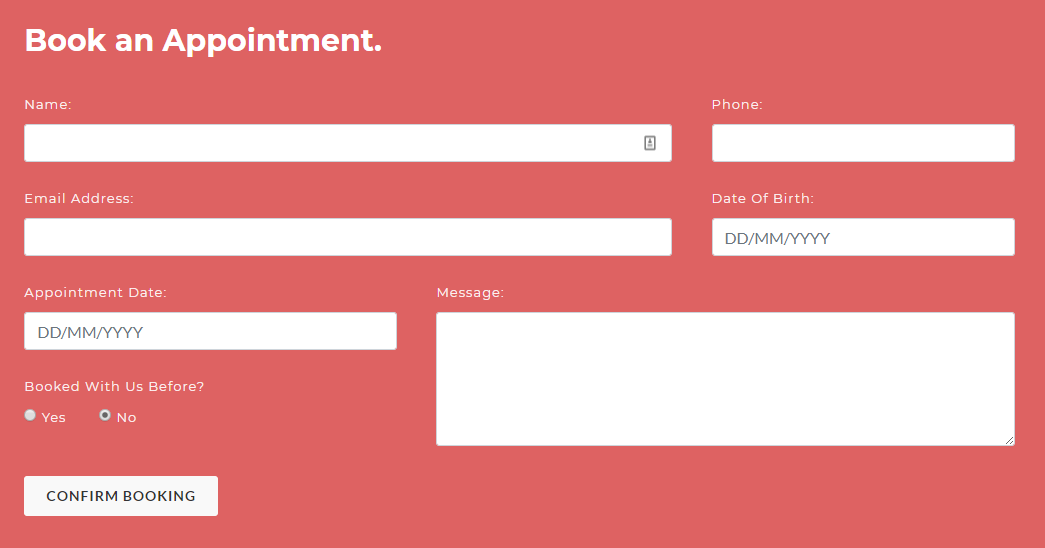 Book an Appointment.
Name:
Phone:
Email Address:
Date Of Birth:
DD/MM/YYYY
Appointment Date:
Message:
DD/MM/YYYY
Booked With Us Before?
Yes No
CONFIRM BOOKING